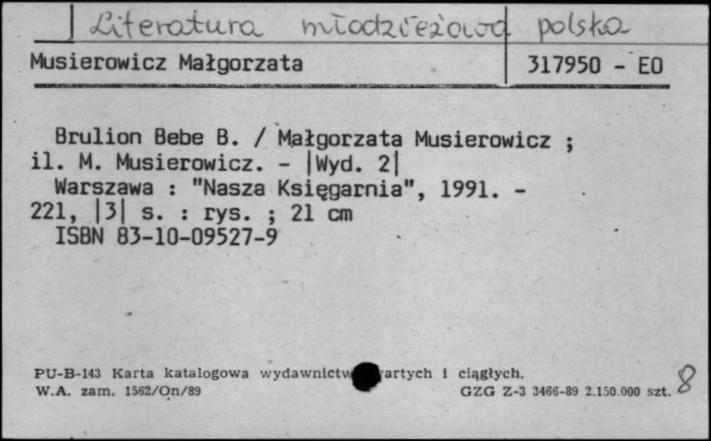 Literatura młodzieżowa polska
Musierowicz Małgorzata 317950 - EO
Brulion Bebe B. / Małgorzata Musierowicz ;
il. M. Musierowicz. - |Wyd. 2|
Warszawa : "Nasza Księgarnia", 1991. -
221, |3| s. : rys. ; 21 cm
ISBN 83-10-09527-9
PU-B-143 Karta katalogowa i ciągłych.
W.A. zam. 1562/On/89 GZG Z-3 3466-89 2.150.000 szt. 8